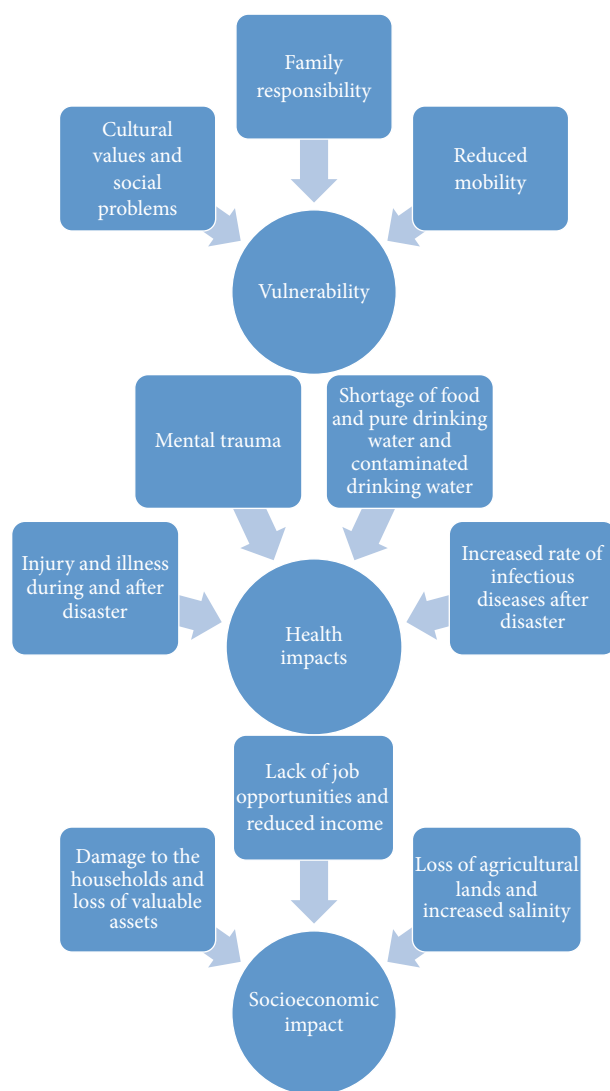 Family
responsibility
Cultural
values and
social
problems
Reduced
mobility
Vulnerability
Mental trauma
Shortage of food
and pure drinking
water and
contaminated
drinking water
Injury and illness
during and after
disaster
Increased rate of
infectious
diseases after
disaster
Health
impacts
Lack of job
opportunities and
reduced income
Damage to the
households and
loss of valuable
assets
Loss of agricultural
lands and
increased salinity
Socioeconomic
impact